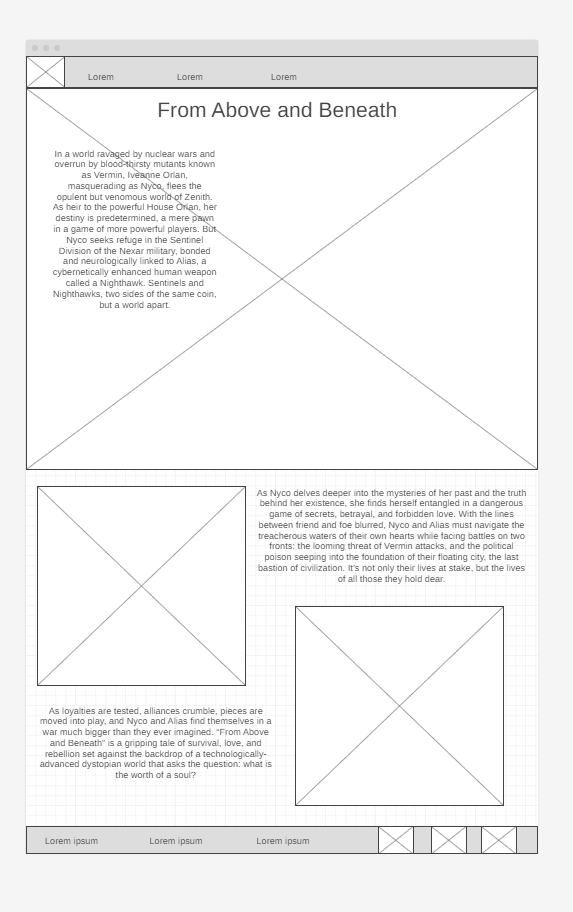 Lorem
Lorem
Lorem
From Above and Beneath
In a world ravaged by nuclear wars and
overrun by blood-thirsty mutants known
as Vermin, Iveanne Orlan,
masquerading as Nyco, flees the
opulent but venomous world of Zenith.
As heir to the powerful House Orlan, her
destiny is predetermined, a mere pawn
in a game of more powerful players. But
Nyco seeks refuge in the Sentinel
Division of the Nexar military, bonded
and neurologically linked to Alias, a
cybernetically enhanced human weapon
called a Nighthawk. Sentinels and
Nighthawks, two sides of the same coin,
but a world apart.
As Nyco delves deeper into the mysteries of her past and the truth
behind her existence, she finds herself entangled in a dangerous
game of secrets, betrayal, and forbidden love. With the lines
between friend and foe blurred, Nyco and Alias must navigate the
treacherous waters of their own hearts while facing battles on two
fronts: the looming threat of Vermin attacks, and the political
poison seeping into the foundation of their floating city, the last
bastion of civilization. It's not only their lives at stake, but the lives
of all those they hold dear.
As loyalties are tested, alliances crumble, pieces are
moved into play, and Nyco and Alias find themselves in a
war much bigger than they ever imagined. "From Above
and Beneath" is a gripping tale of survival, love, and
rebellion set against the backdrop of a technologically-
advanced dystopian world that asks the question: what is
the worth of a soul?
Lorem ipsum
Lorem ipsum
Lorem ipsum